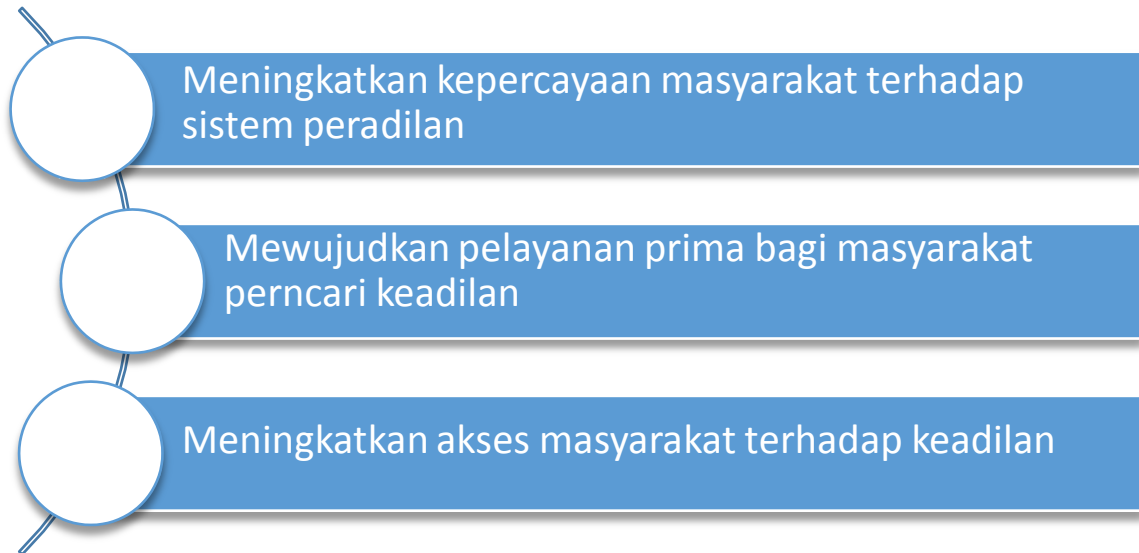 Meningkatkan kepercayaan masyarakat terhadap
sistem peradilan
Mewujudkan pelayanan prima bagi masyarakat
perncari keadilan
Meningkatkan akses masyarakat terhadap keadilan